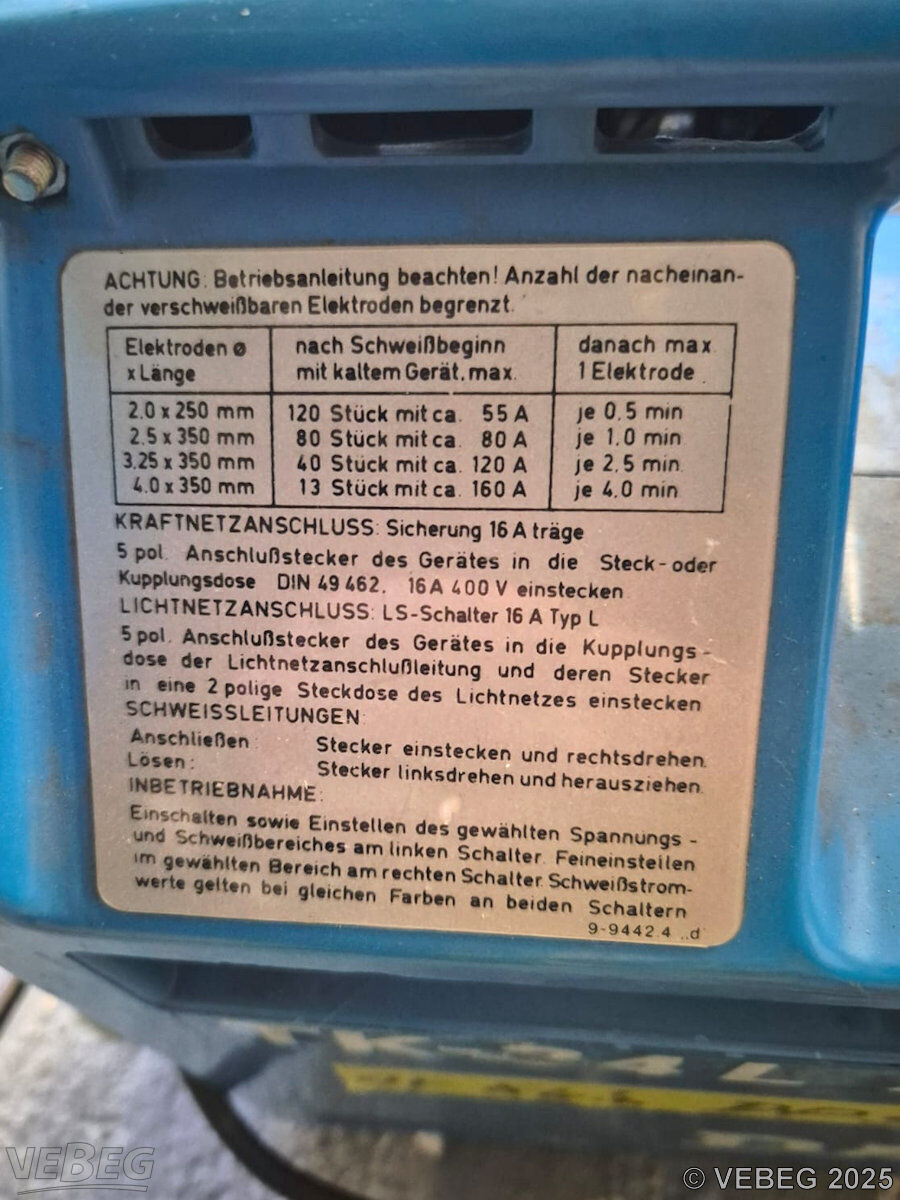 ACHTUNG: Betriebsanleitung beachten! Anzahl der nacheinan-
der verschweißbaren Elektroden begrenzt.
Elektroden ø x Länge nach Schweißbeginn mit kaltem Gerät, max. danach max. 1 Elektrode
2.0 x 250 mm 120 Stück mit ca. 55 A je 0,5 min
2.5 x 350 mm 80 Stück mit ca. 80 A je 1,0 min
3.25 x 350 mm 40 Stück mit ca. 120 A je 2,5 min.
4.0 x 350 mm 13 Stück mit ca. 160 A je 4,0 min
KRAFTNETZANSCHLUSS: Sicherung 16 A träge
5 pol. Anschlußstecker des Gerätes in die Steck-oder
Kupplungsdose DIN 49 462, 16 A 400 V einstecken
LICHTNETZANSCHLUSS: LS-Schalter 16 A Typ L
5 pol. Anschlußstecker des Gerätes in die Kupplungs-
dose der Lichtnetzanschlußleitung und deren Stecker
in eine 2 polige Steckdose des Lichtnetzes einstecken
SCHWEISSLEITUNGEN:
Anschließen: Stecker einstecken und rechtsdrehen.
Lösen: Stecker linksdrehen und herausziehen.
INBETRIEBNAHME:
Einschalten sowie Einstellen des gewählten Spannungs-
und Schweißbereiches am linken Schalter. Feineinstellen
im gewählten Bereich am rechten Schalter. Schweißstrom-
werte gelten bei gleichen Farben an beiden Schaltern
9-9442.4 ..d
VEBEG
© VEBEG 2025